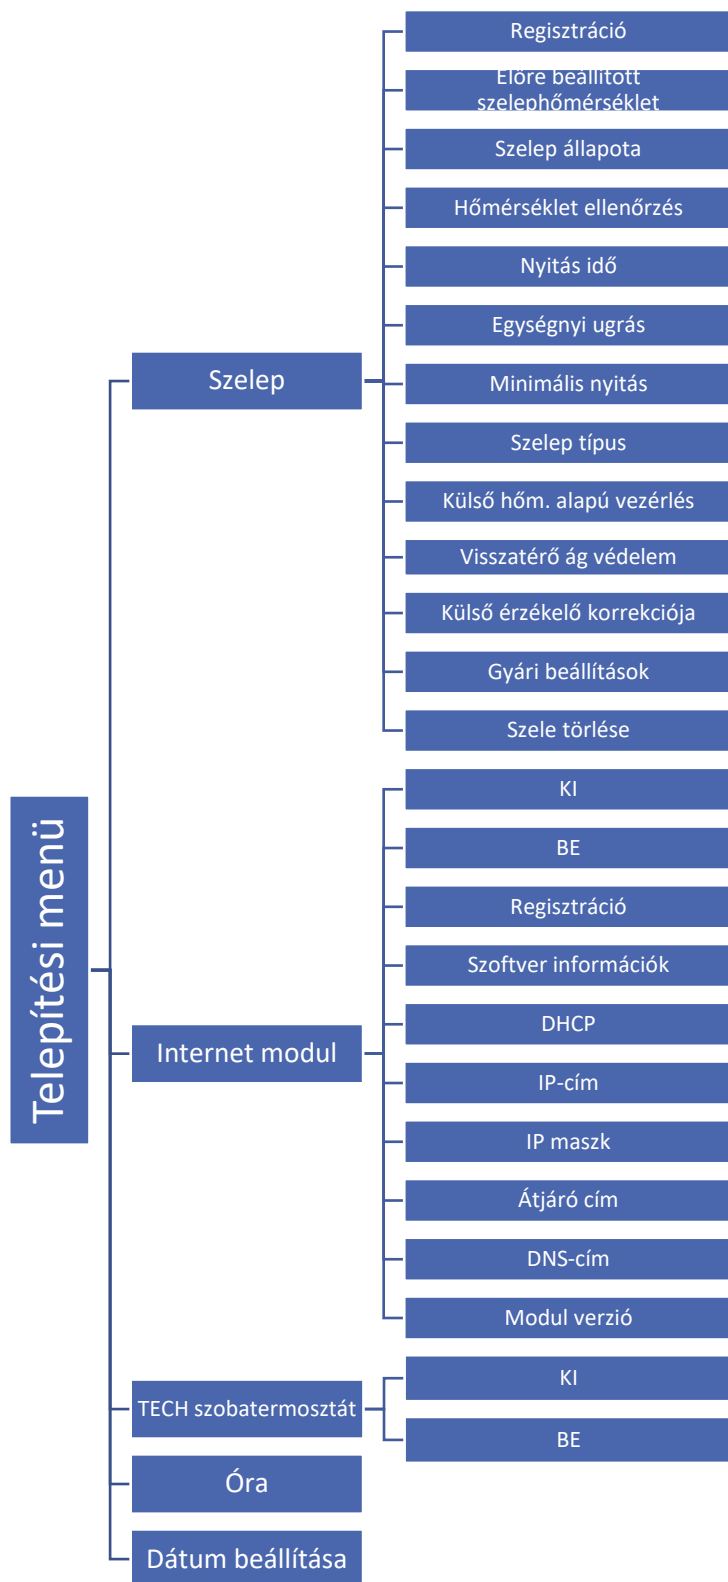 Telepítési menü
Szelep
Regisztráció
Előre beállított
szelephőmérséklet
Szelep állapota
Hőmérséklet ellenőrzés
Nyitás idő
Egységnyi ugrás
Minimális nyitás
Szelep típus
Külső hőm. alapú vezérlés
Visszatérő ág védelem
Külső érzékelő korrekciója
Gyári beállítások
Szele törlése
Internet modul
KI
BE
Regisztráció
Szoftver információk
DHCP
IP-cím
IP maszk
Átjáró cím
DNS-cím
Modul verzió
TECH szobatermosztát
KI
BE
Óra
Dátum beállítása